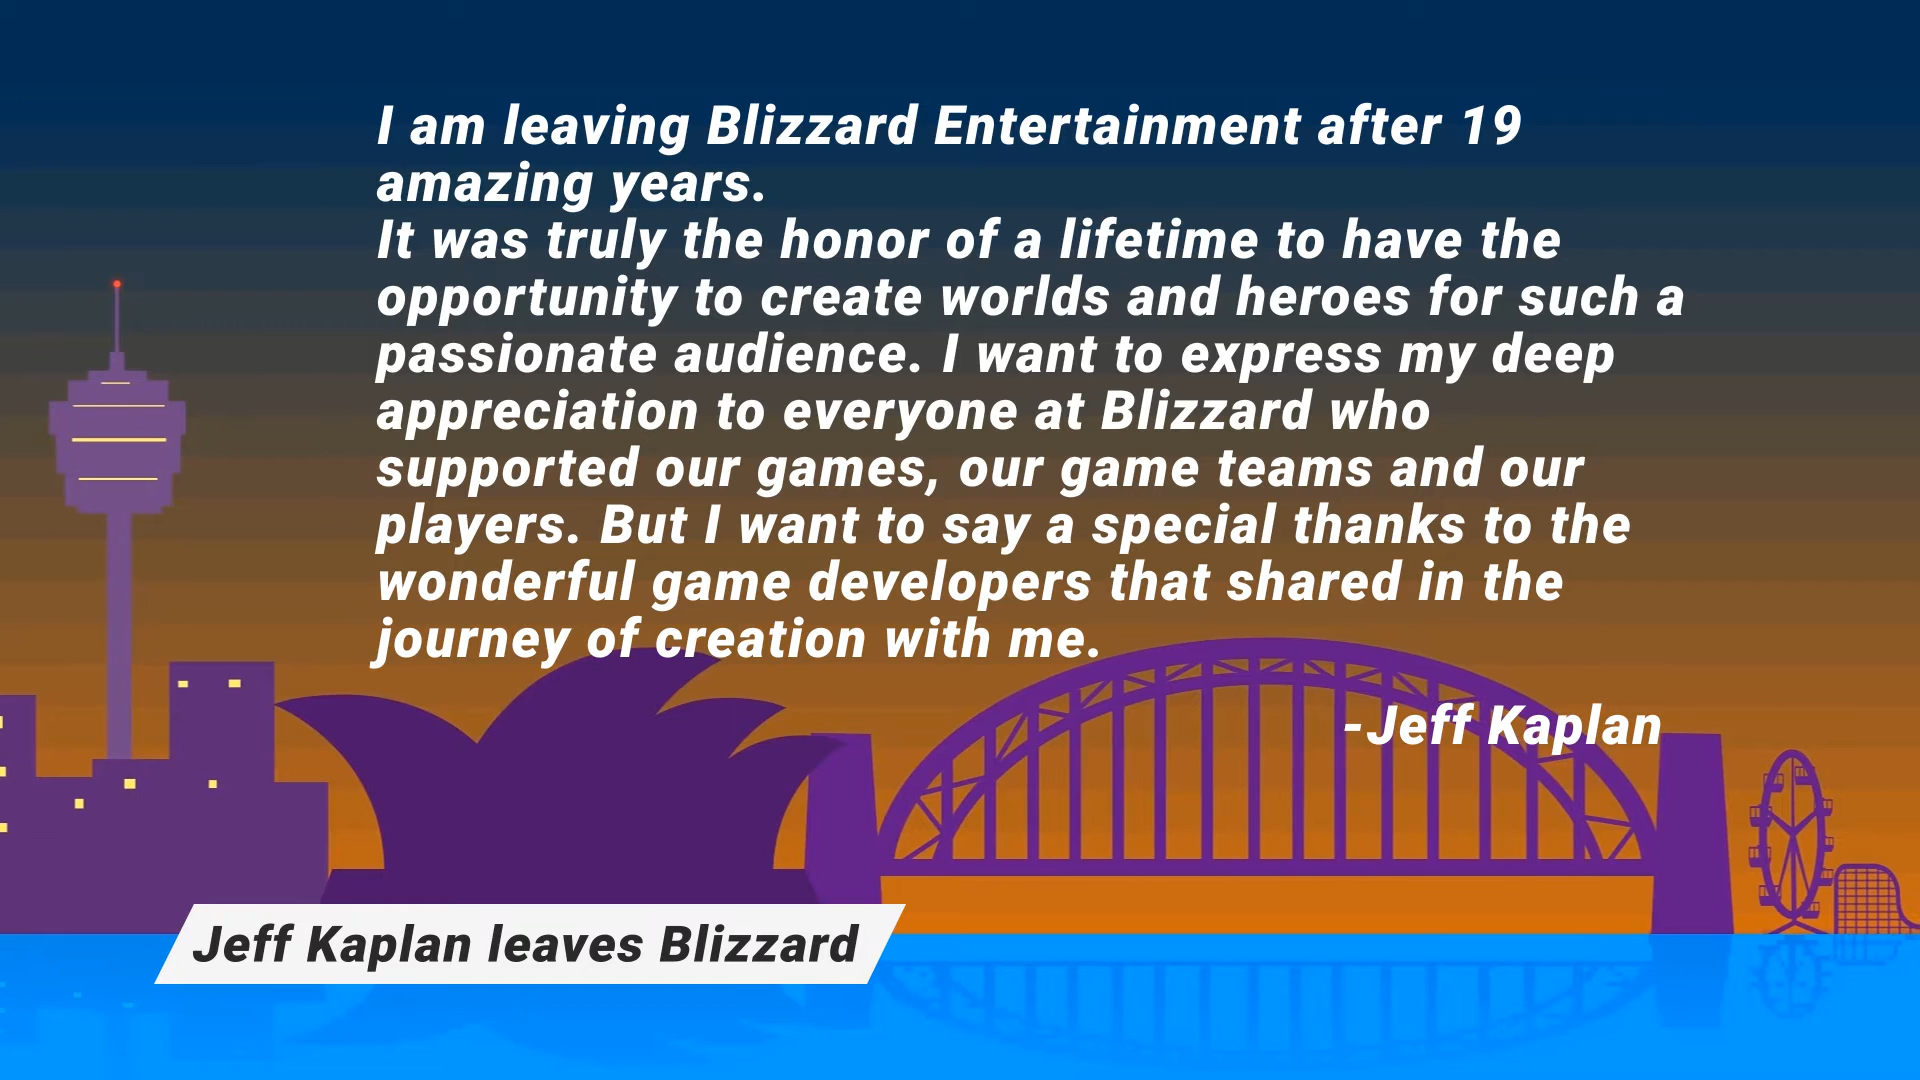 I am leaving Blizzard Entertainment after 19
amazing years.
It was truly the honor of a lifetime to have the
opportunity to create worlds and heroes for such a
passionate audience. I want to express my deep
appreciation to everyone at Blizzard who
supported our games, our game teams and our
players. But I want to say a special thanks to the
wonderful game developers that shared in the
journey of creation with me.
-Jeff Kaplan
Jeff Kaplan leaves Blizzard